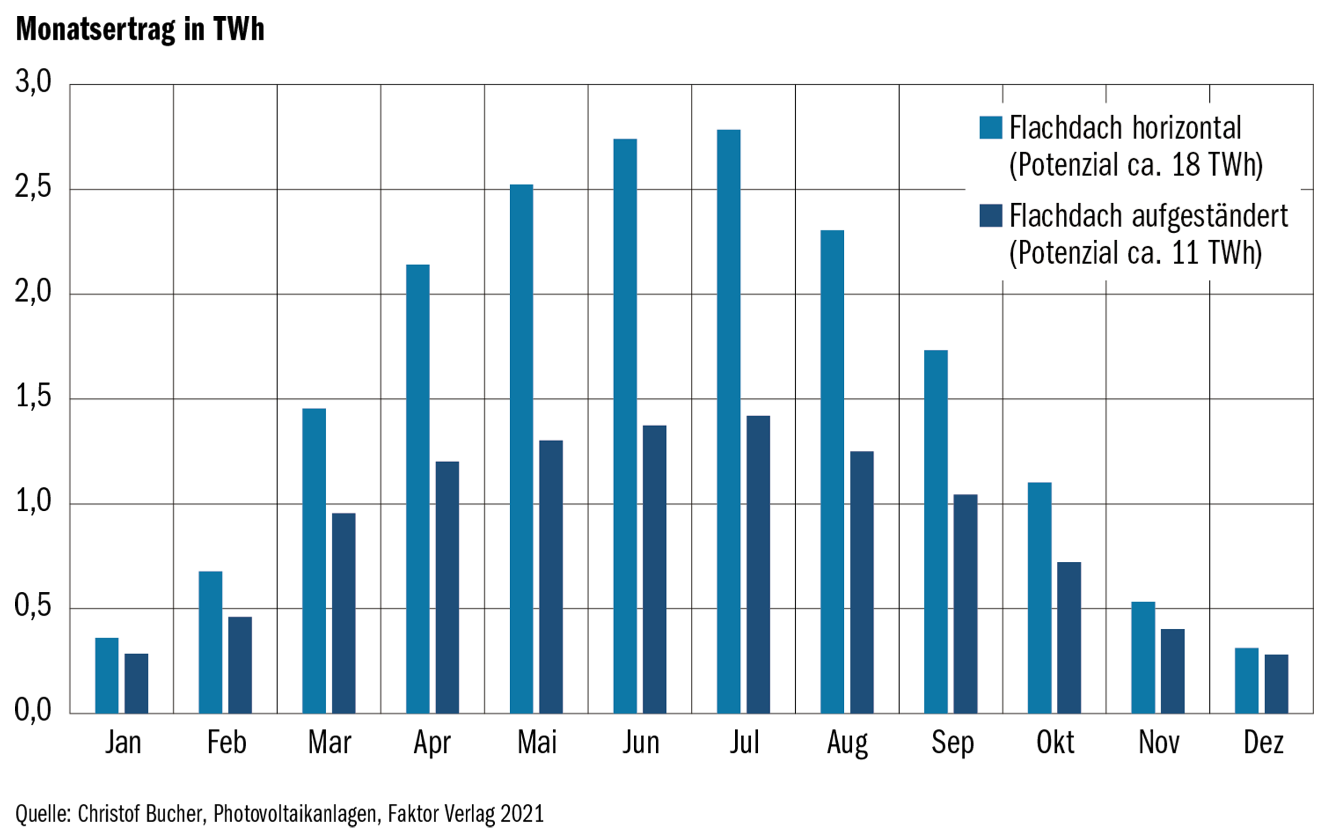 Monatsertrag in TWh
3,0
2,5
2,0
1,5
1,0
0,5
0,0
Flachdach horizontal
(Potenzial ca. 18 TWh)
Flachdach aufgeständert
(Potenzial ca. 11 TWh)
Jan Feb Mar Apr Mai Jun Jul Aug Sep Okt Nov Dez
Quelle: Christof Bucher, Photovoltaikanlagen, Faktor Verlag 2021